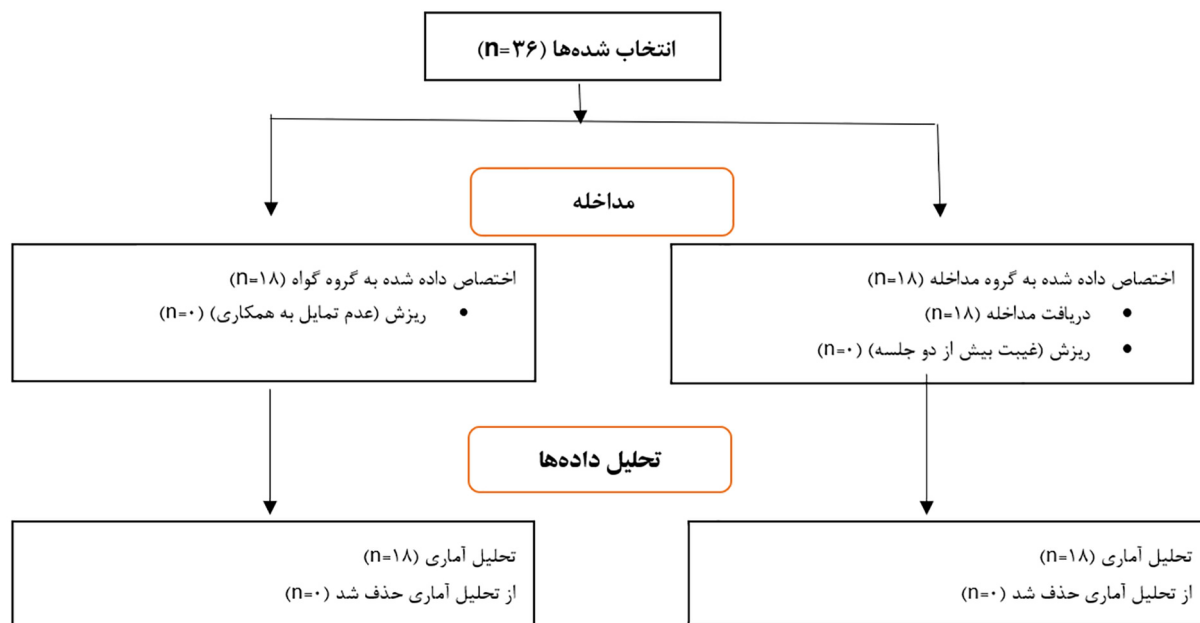 انتخاب شده‌ها (n=۳۶)
مداخله
اختصاص داده شده به گروه مداخله (n=۱۸)
• دریافت مداخله (n=۱۸)
• ریزش (غیبت بیش از دو جلسه) (n=۰)
اختصاص داده شده به گروه گواه (n=۱۸)
• ریزش (عدم تمایل به همکاری) (n=۰)
تحلیل داده‌ها
تحلیل آماری (n=۱۸)
از تحلیل آماری حذف شد (n=۰)
تحلیل آماری (n=۱۸)
از تحلیل آماری حذف شد (n=۰)